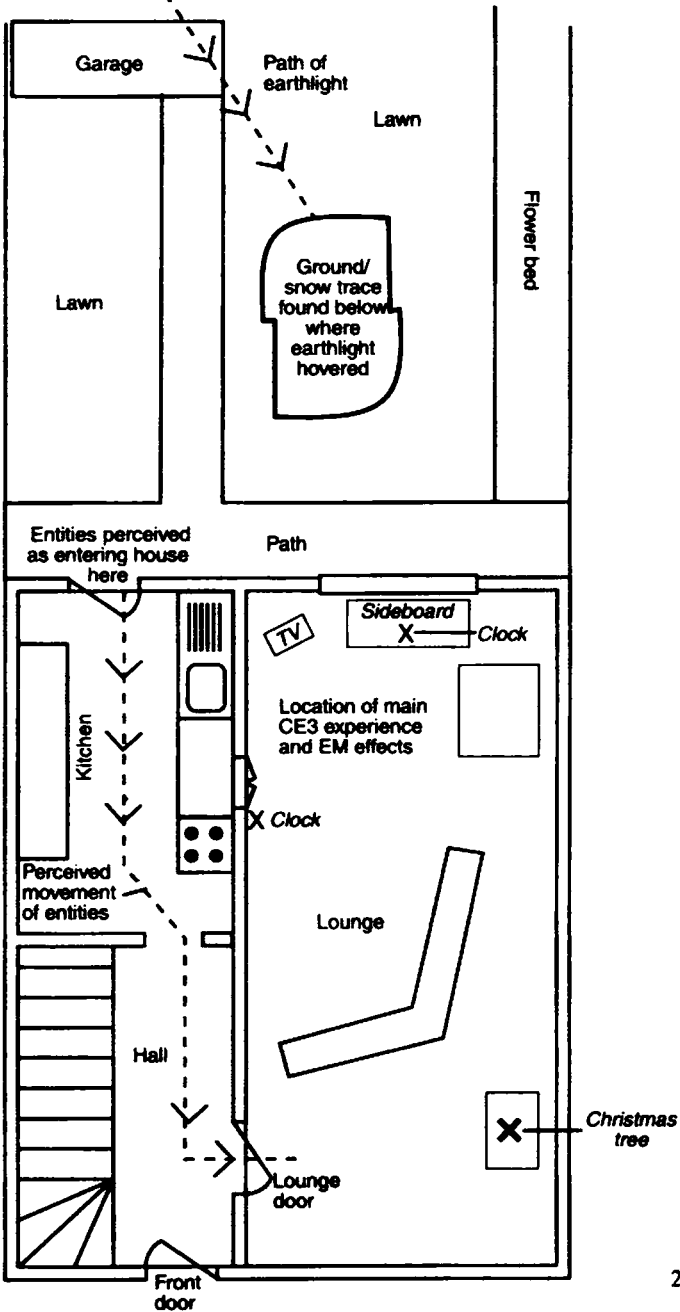 Garage
Path of
earthlight
Lawn
Flower bed
Lawn
Ground/
snow trace
found below
where
earthlight
hovered
Entities perceived
as entering house
here
Path
Sideboard
TV
X
Clock
Kitchen
Location of main
CE3 experience
and EM effects
X Clock
Perceived
movement
of entities
Lounge
Hall
X
Christmas
tree
Lounge
door
Front
door
2